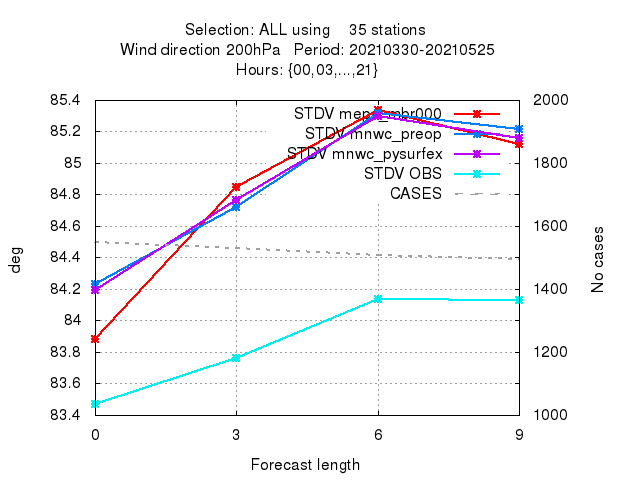 Selection: ALL using 35 stations
Wind direction 200hPa Period: 20210330-20210525
Hours: {00,03,...,21}
85.4
85.2
85
84.8
84.6
84.4
84.2
84
83.8
83.6
83.4
deg
2000
1800
1600
1400
1200
1000
No cases
STDV meps_mbr000
STDV mnwc_preop
STDV mnwc_pysurfex
STDV OBS
CASES
0 3 6 9
Forecast length